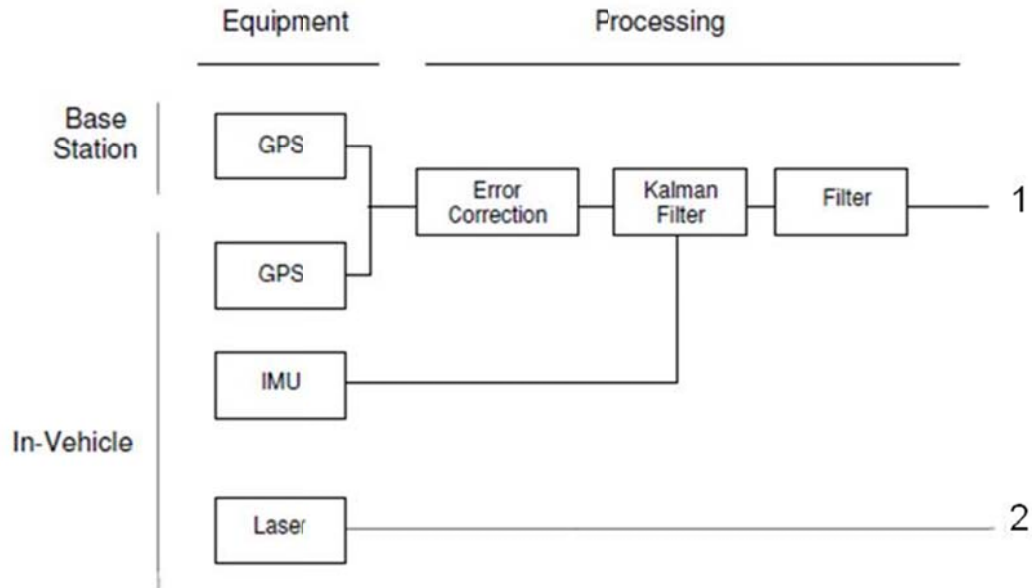 Equipment
Processing
Base
Station
GPS
Error
Correction
Kalman
Filter
Filter
1
GPS
IMU
In-Vehicle
Laser
2